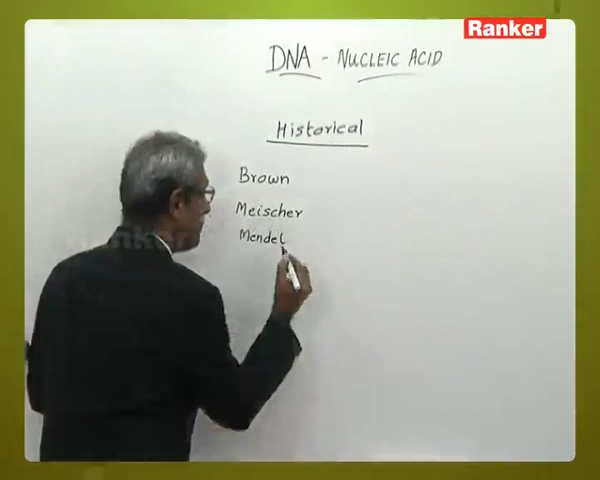 Ranker
DNA - NUCLEIC ACID
Historical
Brown
Meischer
Mendel